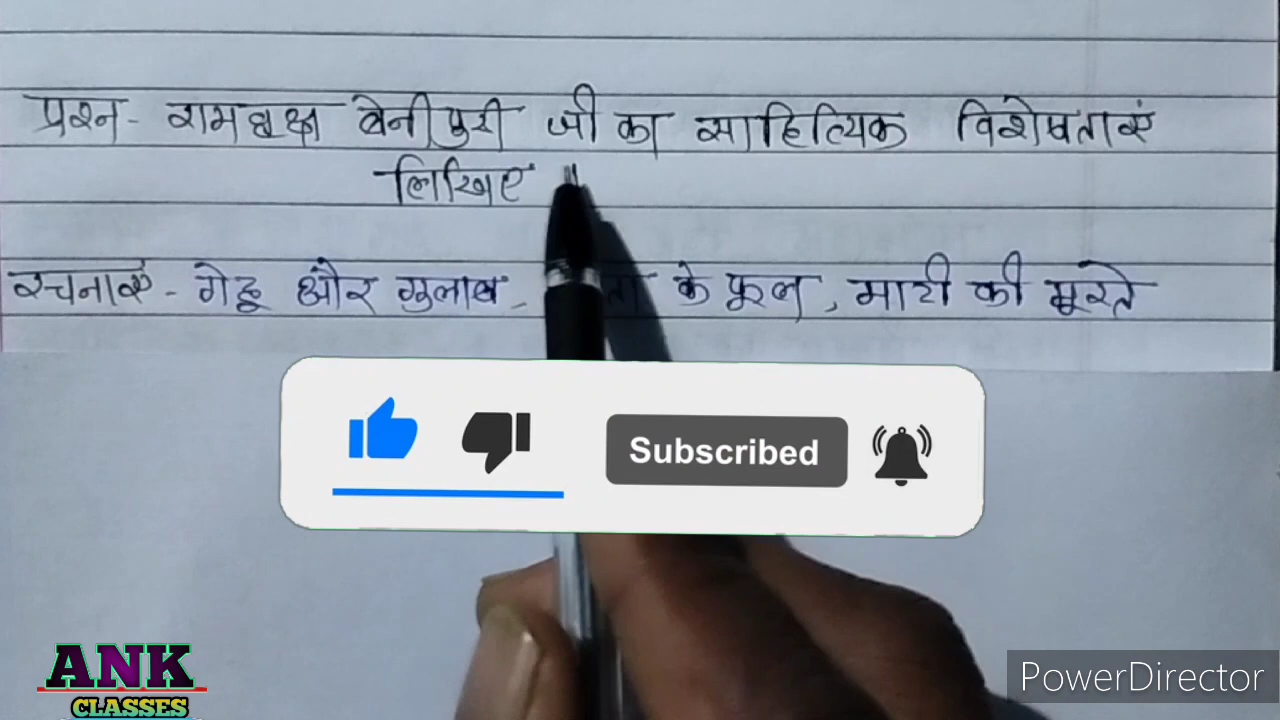 प्रश्न- रामवृक्ष बेनीपुरी जी का साहित्यिक विशेषताएं
लिखिए
रचनाएं - गेहू और गुलाब - के फूल, माटी की मूरते
Subscribed
ANK
CLASSES
PowerDirector